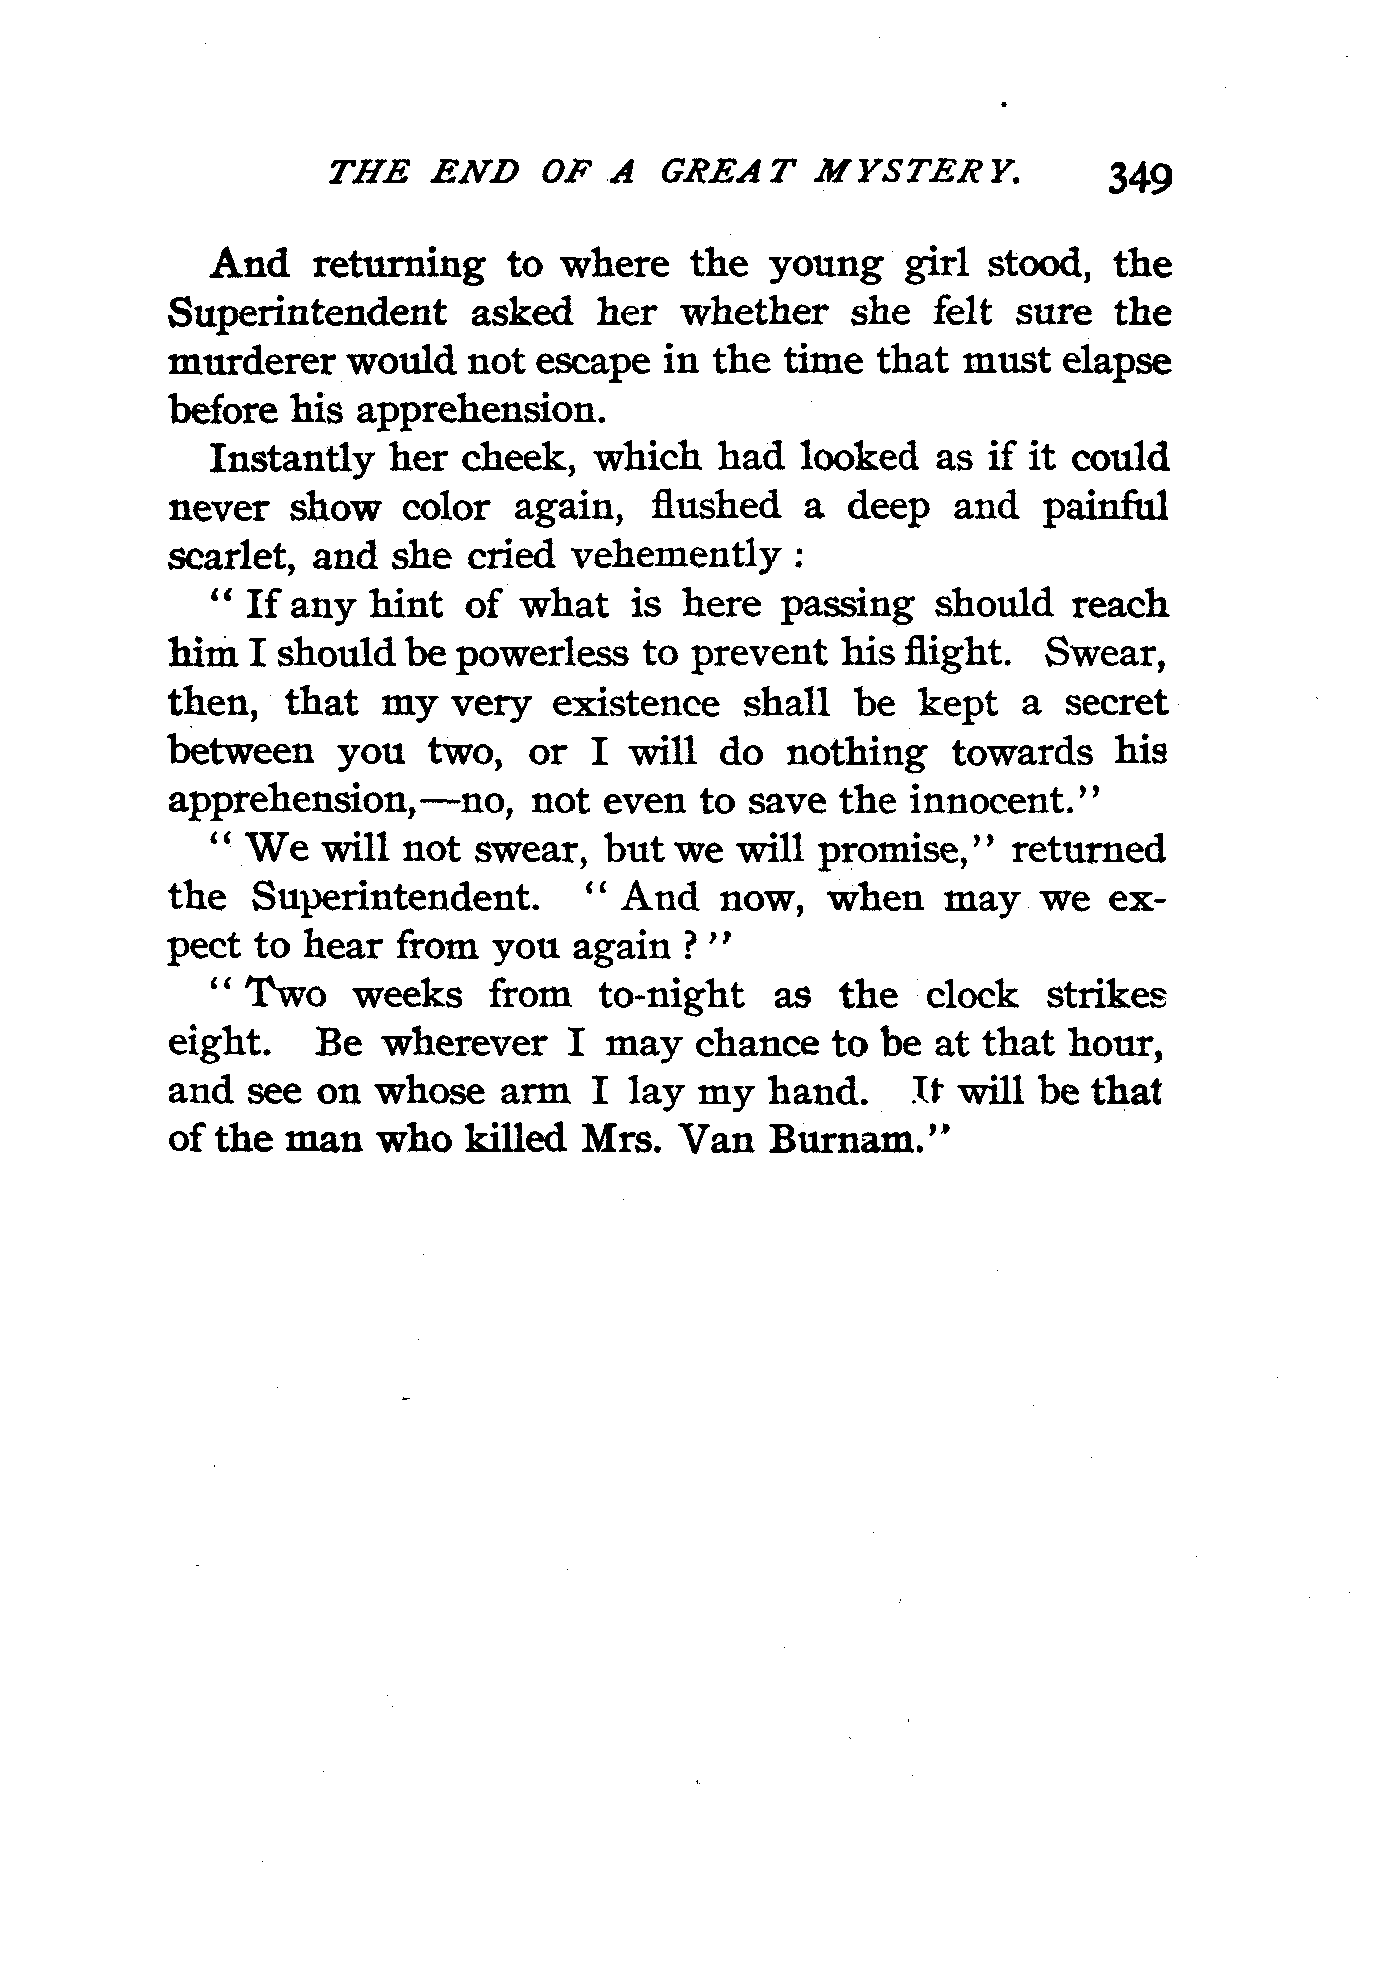 THE END OF A GREAT MYSTERY. 349
And returning to where the young girl stood, the
Superintendent asked her whether she felt sure the
murderer would not escape in the time that must elapse
before his apprehension.
Instantly her cheek, which had looked as if it could
never show color again, flushed a deep and painful
scarlet, and she cried vehemently :
“ If any hint of what is here passing should reach
him I should be powerless to prevent his flight. Swear,
then, that my very existence shall be kept a secret
between you two, or I will do nothing towards his
apprehension,—no, not even to save the innocent.”
“ We will not swear, but we will promise,” returned
the Superintendent. “ And now, when may we ex-
pect to hear from you again ? ”
“ Two weeks from to-night as the clock strikes
eight. Be wherever I may chance to be at that hour,
and see on whose arm I lay my hand. It will be that
of the man who killed Mrs. Van Burnam.”